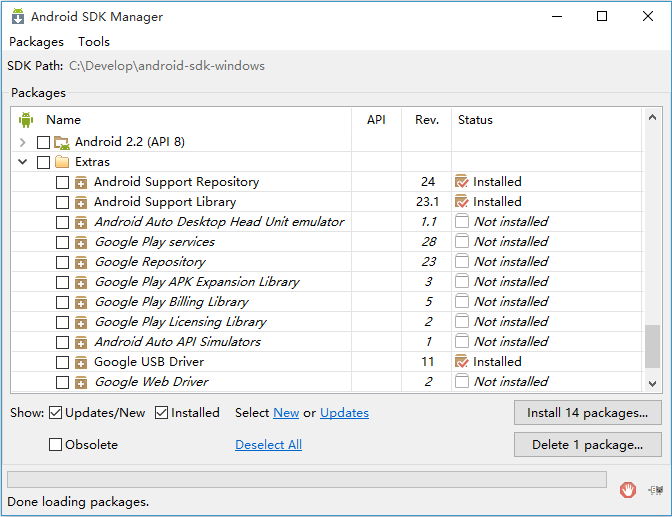 Android SDK Manager
Packages Tools
SDK Path: C:\Develop\android-sdk-windows
Packages
Name API Rev. Status
Android 2.2 (API 8)
Extras
Android Support Repository 24 Installed
Android Support Library 23.1 Installed
Android Auto Desktop Head Unit emulator 1.1 Not installed
Google Play services 28 Not installed
Google Repository 23 Not installed
Google Play APK Expansion Library 3 Not installed
Google Play Billing Library 5 Not installed
Google Play Licensing Library 2 Not installed
Android Auto API Simulators 1 Not installed
Google USB Driver 11 Installed
Google Web Driver 2 Not installed
Show: Updates/New Installed Select New or Updates Install 14 packages...
Obsolete Deselect All Delete 1 package...
Done loading packages.